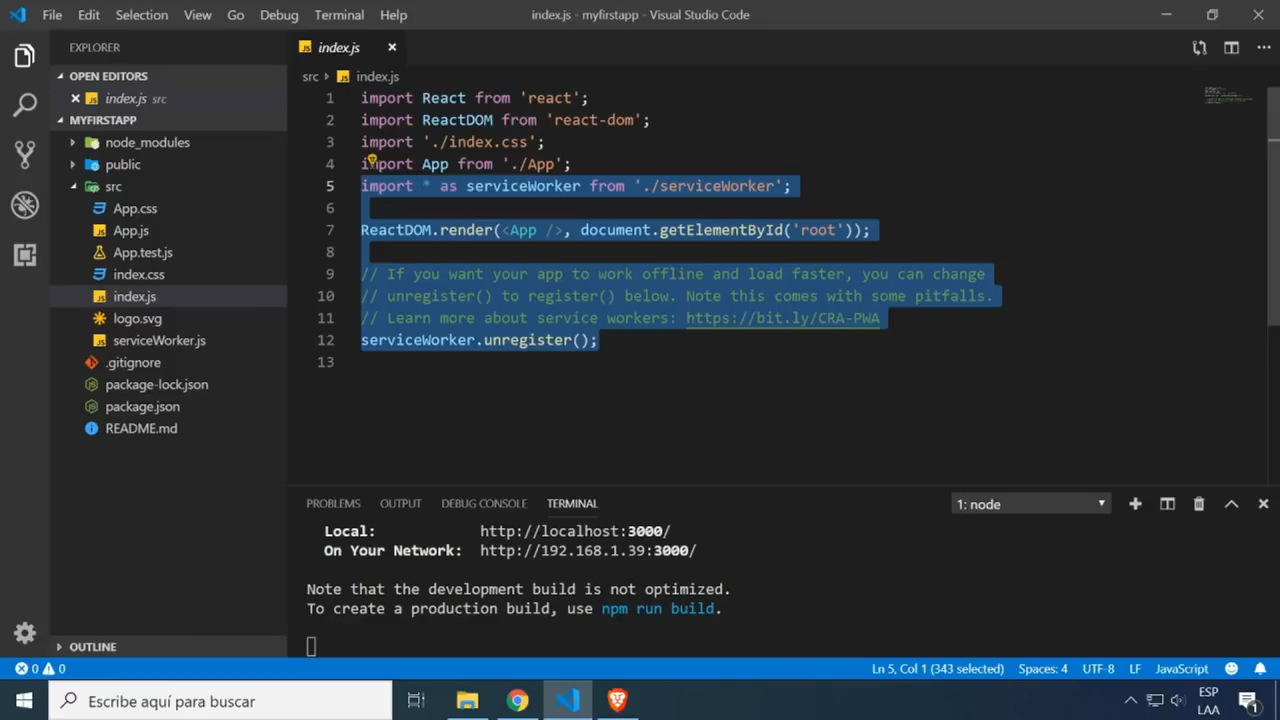 File Edit Selection View Go Debug Terminal Help
index.js - myfirstapp - Visual Studio Code
EXPLORER
OPEN EDITORS
index.js src
MYFIRSTAPP
node_modules
public
src
App.css
App.js
App.test.js
index.css
index.js
logo.svg
serviceWorker.js
.gitignore
package-lock.json
package.json
README.md
OUTLINE
index.js
src index.js
1 import React from 'react';
2 import ReactDOM from 'react-dom';
3 import './index.css';
4 import App from './App';
5 import * as serviceWorker from './serviceWorker';
6
7 ReactDOM.render(<App />, document.getElementById('root'));
8
9 // If you want your app to work offline and load faster, you can change
10 // unregister() to register() below. Note this comes with some pitfalls.
11 // Learn more about service workers: https://bit.ly/CRA-PWA
12 serviceWorker.unregister();
13
PROBLEMS OUTPUT DEBUG CONSOLE TERMINAL
1: node
Local: http://localhost:3000/
On Your Network: http://192.168.1.39:3000/
Note that the development build is not optimized.
To create a production build, use npm run build.
0 0
Ln 5, Col 1 (343 selected) Spaces: 4 UTF-8 LF JavaScript
Escribe aquí para buscar
ESP
LAA
1